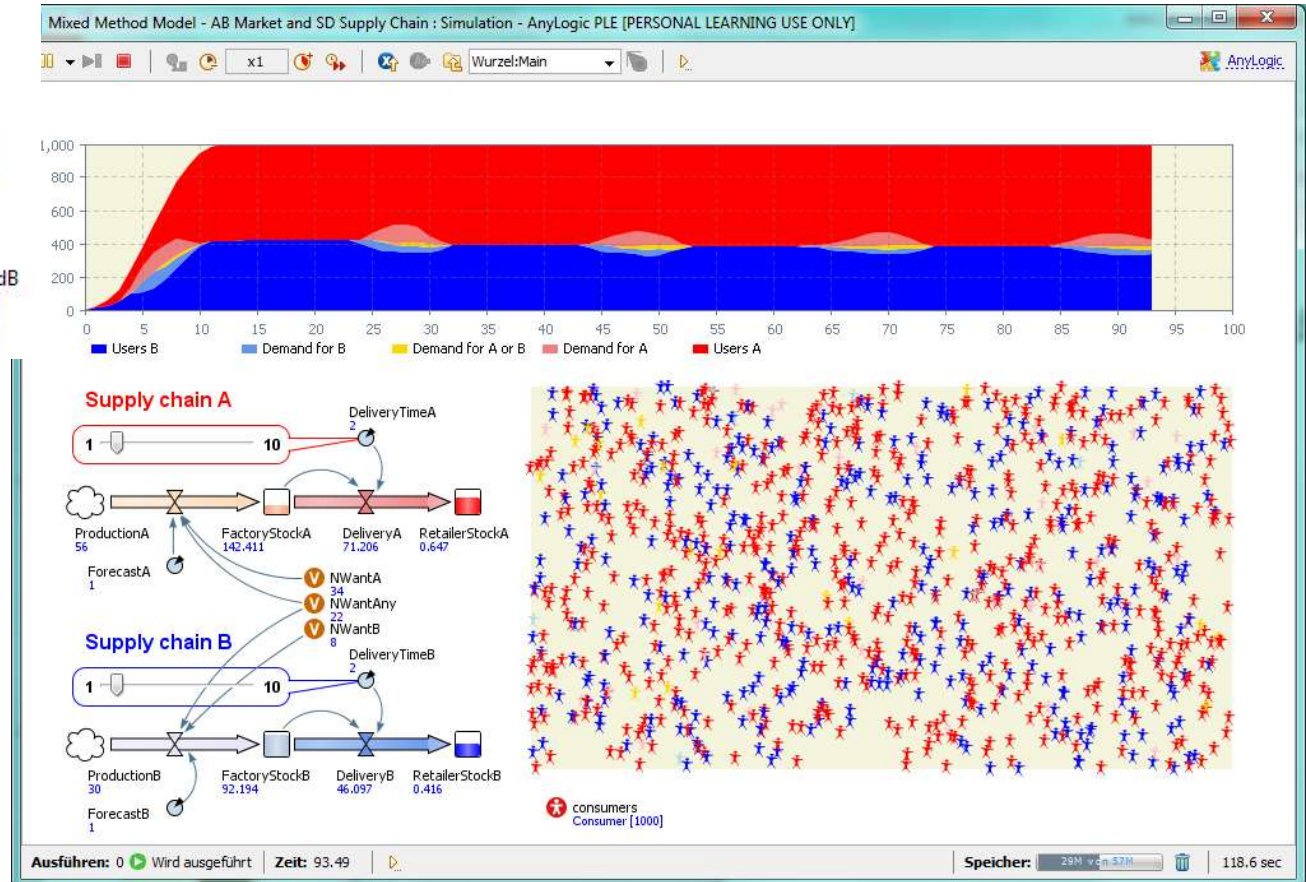 Mixed Method Model - AB Market and SD Supply Chain : Simulation - AnyLogic PLE [PERSONAL LEARNING USE ONLY]
x1
Wurzel:Main
AnyLogic
1,000
800
600
400
200
0
dB
0 5 10 15 20 25 30 35 40 45 50 55 60 65 70 75 80 85 90 95 100
Users B Demand for B Demand for A or B Demand for A Users A
Supply chain A
DeliveryTimeA
2
1 10
ProductionA FactoryStockA DeliveryA RetailerStockA
56 142.411 71.206 0.647
ForecastA
1
V NWantA
34
V NWantAny
22
V NWantB
8
Supply chain B
DeliveryTimeB
2
1 10
ProductionB FactoryStockB DeliveryB RetailerStockB
30 92.194 46.097 0.416
ForecastB
1
consumers
Consumer [1000]
Ausführen: 0 Wird ausgeführt Zeit: 93.49 Speicher: 29M von 57M 118.6 sec